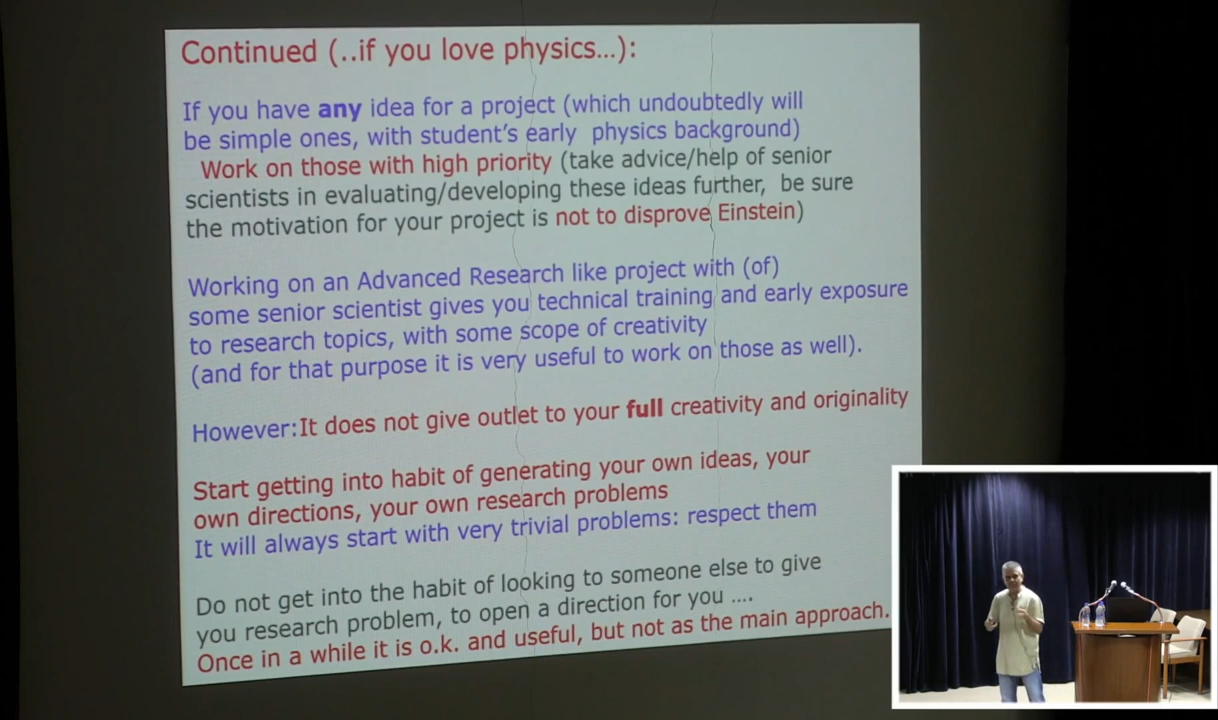 Continued (..if you love physics...):
If you have any idea for a project (which undoubtedly will
be simple ones, with student's early physics background)
Work on those with high priority (take advice/help of senior
scientists in evaluating/developing these ideas further, be sure
the motivation for your project is not to disprove Einstein)
Working on an Advanced Research like project with (of)
some senior scientist gives you technical training and early exposure
to research topics, with some scope of creativity
(and for that purpose it is very useful to work on those as well).
However:It does not give outlet to your full creativity and originality
Start getting into habit of generating your own ideas, your
own directions, your own research problems
It will always start with very trivial problems: respect them
Do not get into the habit of looking to someone else to give
you research problem, to open a direction for you ....
Once in a while it is o.k. and useful, but not as the main approach.